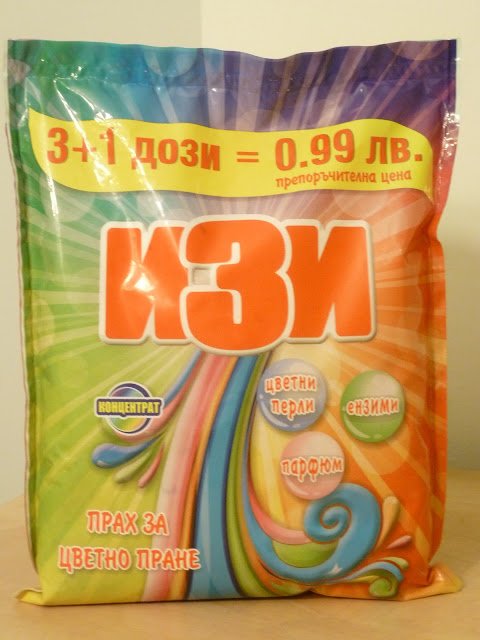 3+1 дози = 0.99 лв.
препоръчителна цена
ИЗИ
цветни
перли
ензими
КОНЦЕНТРАТ
парфюм
ПРАХ ЗА
ЦВЕТНО ПРАНЕ